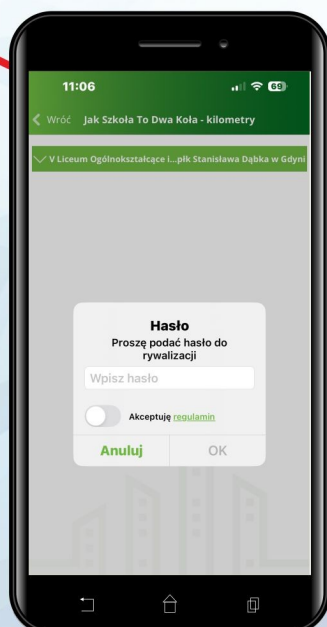 11:06
69
Wróć Jak Szkoła To Dwa Koła - kilometry
V Liceum Ogólnokształcące i...płk Stanisława Dąbka w Gdyni
Hasło
Proszę podać hasło do
rywalizacji
Wpisz hasło
Akceptuję regulamin
Anuluj OK